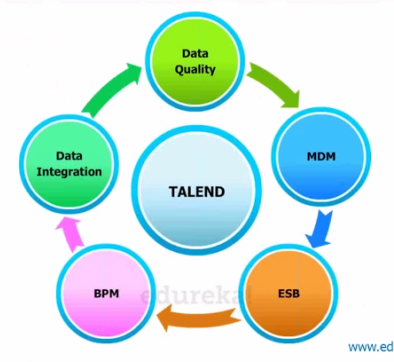 Data
Quality
Data
Integration
MDM
TALEND
BPM
edureka!
ESB
www.ed